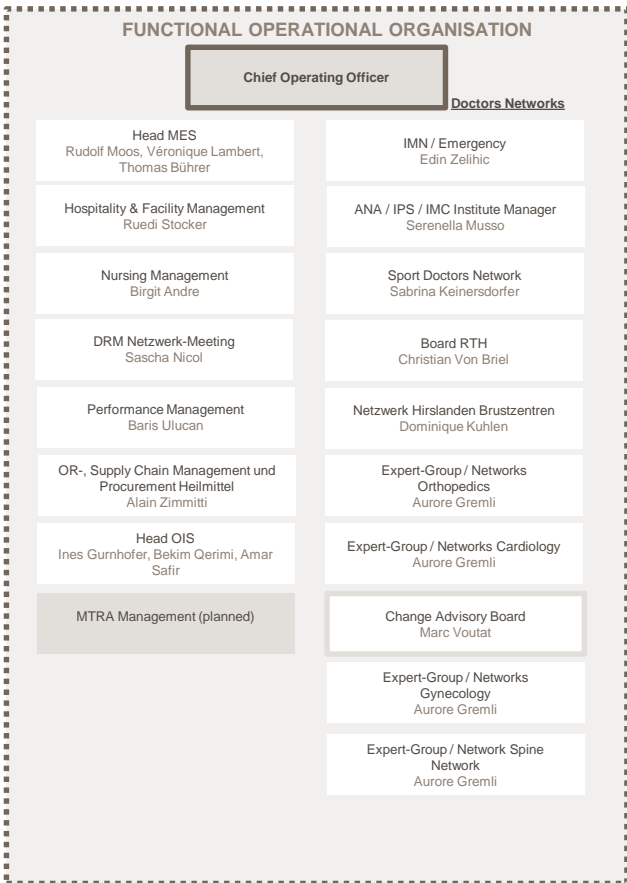 FUNCTIONAL OPERATIONAL ORGANISATION
Chief Operating Officer
Doctors Networks
Head MES
Rudolf Moos, Véronique Lambert,
Thomas Bührer
Hospitality & Facility Management
Ruedi Stocker
Nursing Management
Birgit Andre
DRM Netzwerk-Meeting
Sascha Nicol
Performance Management
Baris Ulucan
OR-, Supply Chain Management und
Procurement Heilmittel
Alain Zimmitti
Head OIS
Ines Gurnhofer, Bekim Qerimi, Amar
Safir
MTRA Management (planned)
IMN / Emergency
Edin Zelihic
ANA / IPS / IMC Institute Manager
Serenella Musso
Sport Doctors Network
Sabrina Keinersdorfer
Board RTH
Christian Von Briel
Netzwerk Hirslanden Brustzentren
Dominique Kuhlen
Expert-Group / Networks
Orthopedics
Aurore Gremli
Expert-Group / Networks Cardiology
Aurore Gremli
Change Advisory Board
Marc Voutat
Expert-Group / Networks
Gynecology
Aurore Gremli
Expert-Group / Network Spine
Network
Aurore Gremli